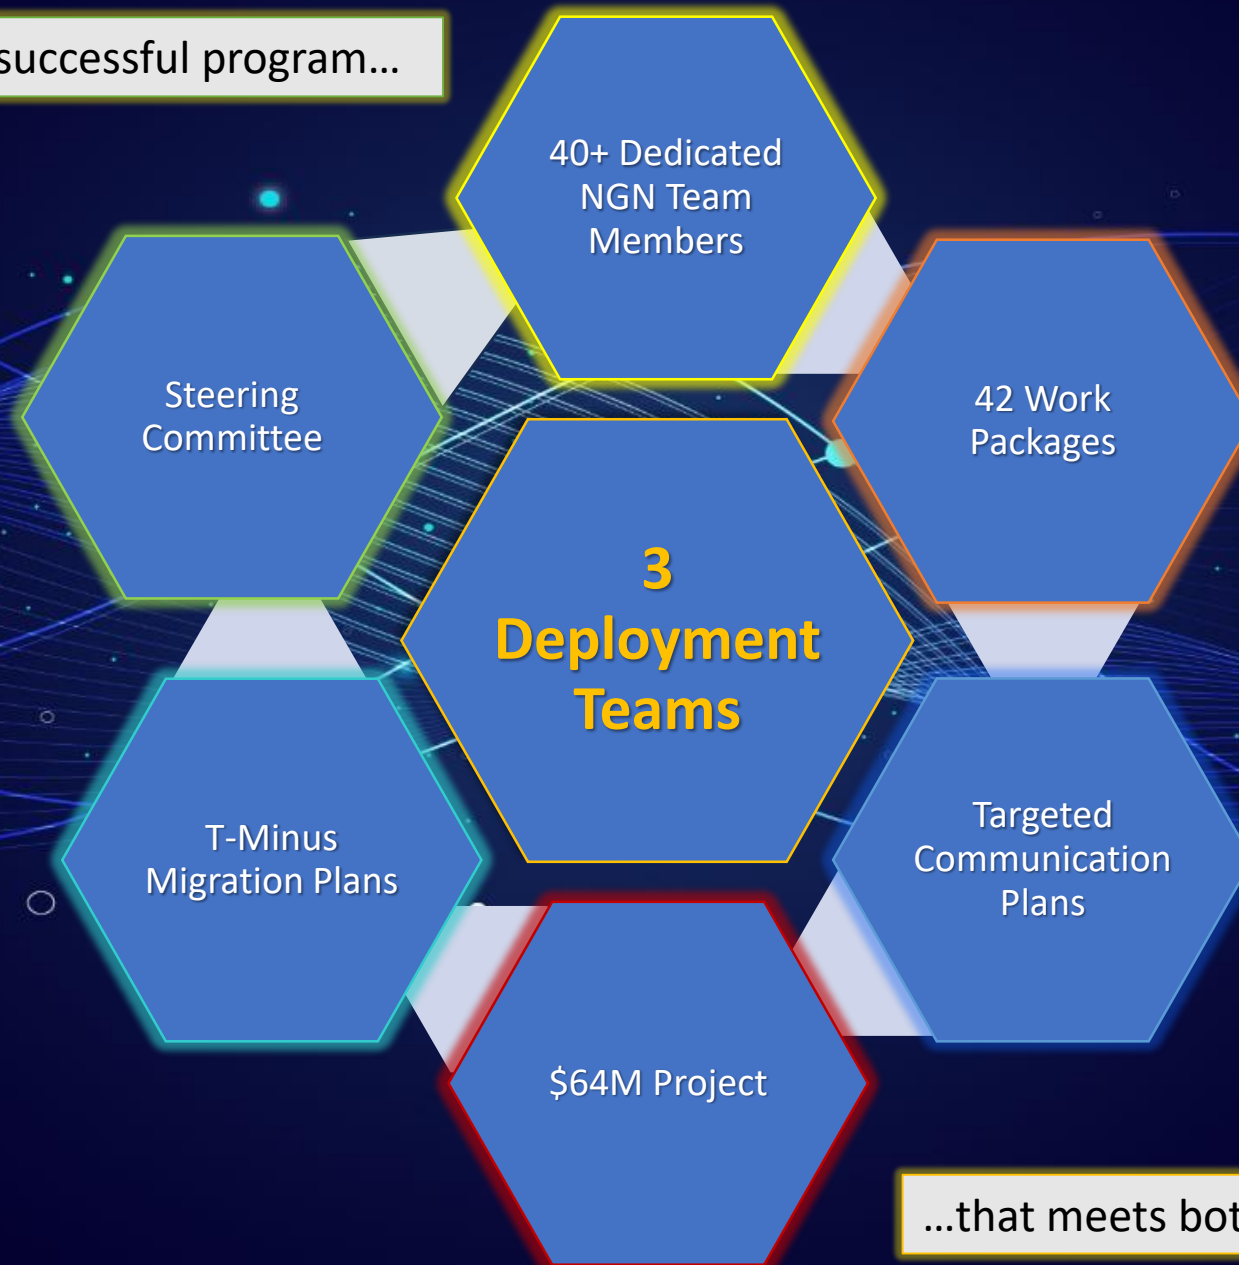 successful program...
40+ Dedicated
NGN Team
Members
Steering
Committee
42 Work
Packages
3
Deployment
Teams
T-Minus
Migration Plans
Targeted
Communication
Plans
$64M Project
...that meets